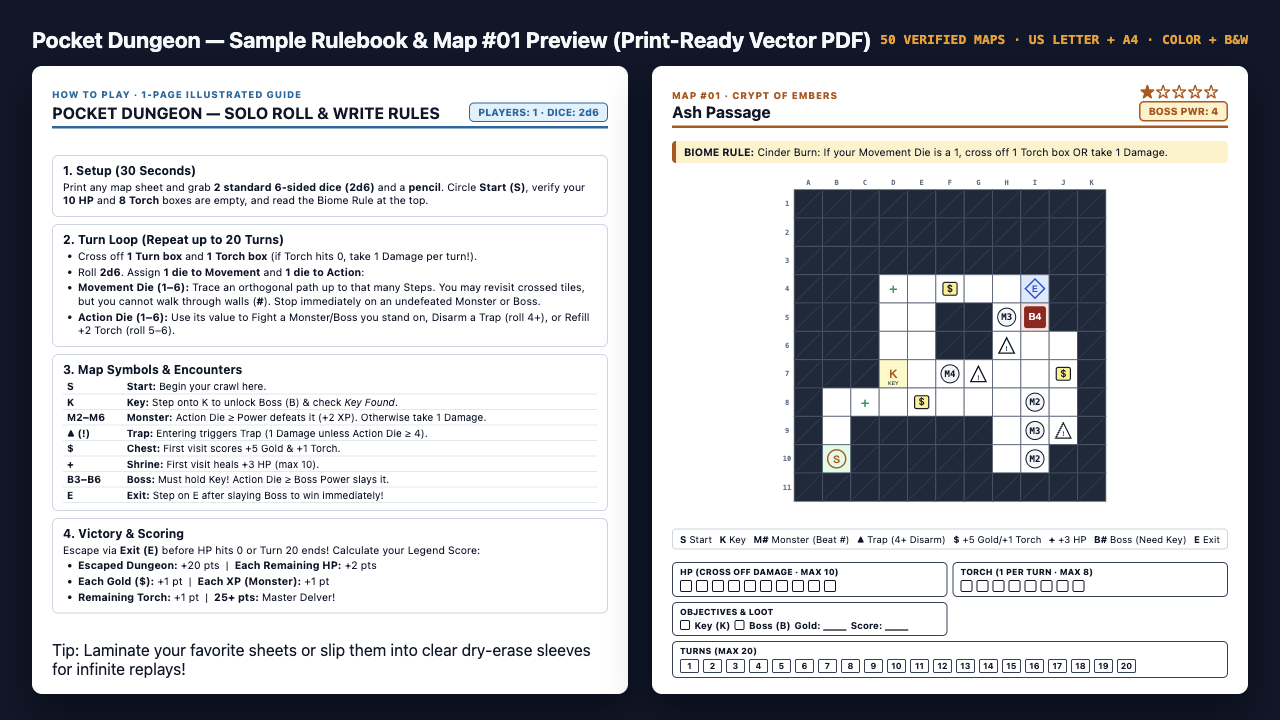 Pocket Dungeon — Sample Rulebook & Map #01 Preview (Print-Ready Vector PDF)
50 VERIFIED MAPS · US LETTER + A4 · COLOR + B&W
HOW TO PLAY · 1-PAGE ILLUSTRATED GUIDE
POCKET DUNGEON — SOLO ROLL & WRITE RULES
PLAYERS: 1 · DICE: 2d6
1. Setup (30 Seconds)
Print any map sheet and grab 2 standard 6-sided dice (2d6) and a pencil. Circle Start (S), verify your
10 HP and 8 Torch boxes are empty, and read the Biome Rule at the top.
2. Turn Loop (Repeat up to 20 Turns)
• Cross off 1 Turn box and 1 Torch box (if Torch hits 0, take 1 Damage per turn!).
• Roll 2d6. Assign 1 die to Movement and 1 die to Action:
• Movement Die (1–6): Trace an orthogonal path up to that many Steps. You may revisit crossed tiles,
but you cannot walk through walls (#). Stop immediately on an undefeated Monster or Boss.
• Action Die (1–6): Use its value to Fight a Monster/Boss you stand on, Disarm a Trap (roll 4+), or Refill
+2 Torch (roll 5–6).
3. Map Symbols & Encounters
S Start: Begin your crawl here.
K Key: Step onto K to unlock Boss (B) & check Key Found.
M2–M6 Monster: Action Die ≥ Power defeats it (+2 XP). Otherwise take 1 Damage.
▲ (!) Trap: Entering triggers Trap (1 Damage unless Action Die ≥ 4).
$ Chest: First visit scores +5 Gold & +1 Torch.
+ Shrine: First visit heals +3 HP (max 10).
B3–B6 Boss: Must hold Key! Action Die ≥ Boss Power slays it.
E Exit: Step on E after slaying Boss to win immediately!
4. Victory & Scoring
Escape via Exit (E) before HP hits 0 or Turn 20 ends! Calculate your Legend Score:
• Escaped Dungeon: +20 pts | Each Remaining HP: +2 pts
• Each Gold ($): +1 pt | Each XP (Monster): +1 pt
• Remaining Torch: +1 pt | 25+ pts: Master Delver!
Tip: Laminate your favorite sheets or slip them into clear dry-erase sleeves
for infinite replays!
MAP #01 · CRYPT OF EMBERS
Ash Passage
★☆☆☆☆
BOSS PWR: 4
BIOME RULE: Cinder Burn: If your Movement Die is a 1, cross off 1 Torch box OR take 1 Damage.
A B C D E F G H I J K
1
2
3
4 + $ E
5 M3 B4
6 !
7 K KEY M4 ! $
8 + $ M2
9 M3 !
10 S M2
11
S Start K Key M# Monster (Beat #) ▲ Trap (4+ Disarm) $ +5 Gold/+1 Torch + +3 HP B# Boss (Need Key) E Exit
HP (CROSS OFF DAMAGE · MAX 10)
TORCH (1 PER TURN · MAX 8)
OBJECTIVES & LOOT
Key (K) Boss (B) Gold: _____ Score: _____
TURNS (MAX 20)
1 2 3 4 5 6 7 8 9 10 11 12 13 14 15 16 17 18 19 20